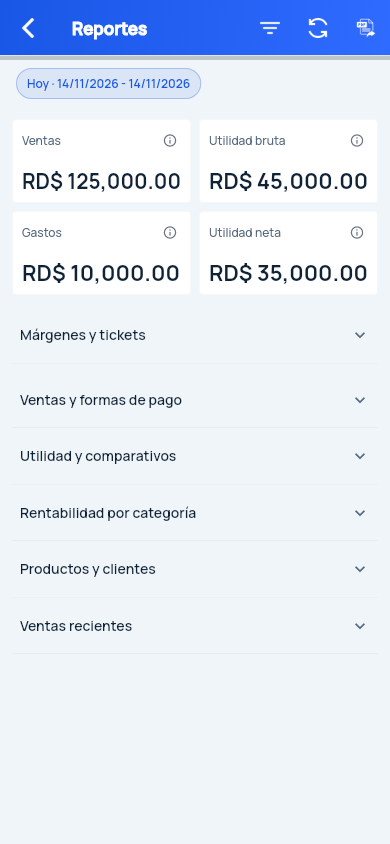 Reportes
Hoy · 14/11/2026 - 14/11/2026
Ventas
RD$ 125,000.00
Utilidad bruta
RD$ 45,000.00
Gastos
RD$ 10,000.00
Utilidad neta
RD$ 35,000.00
Márgenes y tickets
Ventas y formas de pago
Utilidad y comparativos
Rentabilidad por categoría
Productos y clientes
Ventas recientes